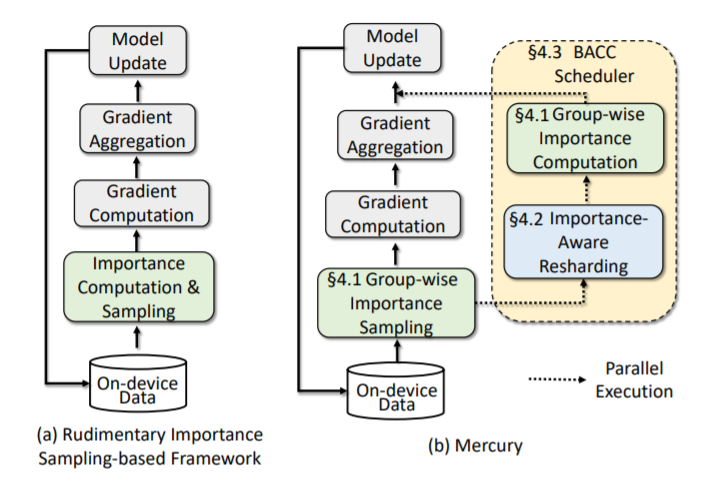 Model
Update
Gradient
Aggregation
Gradient
Computation
Importance
Computation &
Sampling
On-device
Data
(a) Rudimentary Importance
Sampling-based Framework
Model
Update
Gradient
Aggregation
Gradient
Computation
§4.1 Group-wise
Importance
Sampling
On-device
Data
§4.3 BACC
Scheduler
§4.1 Group-wise
Importance
Computation
§4.2 Importance-
Aware
Resharding
Parallel
Execution
(b) Mercury